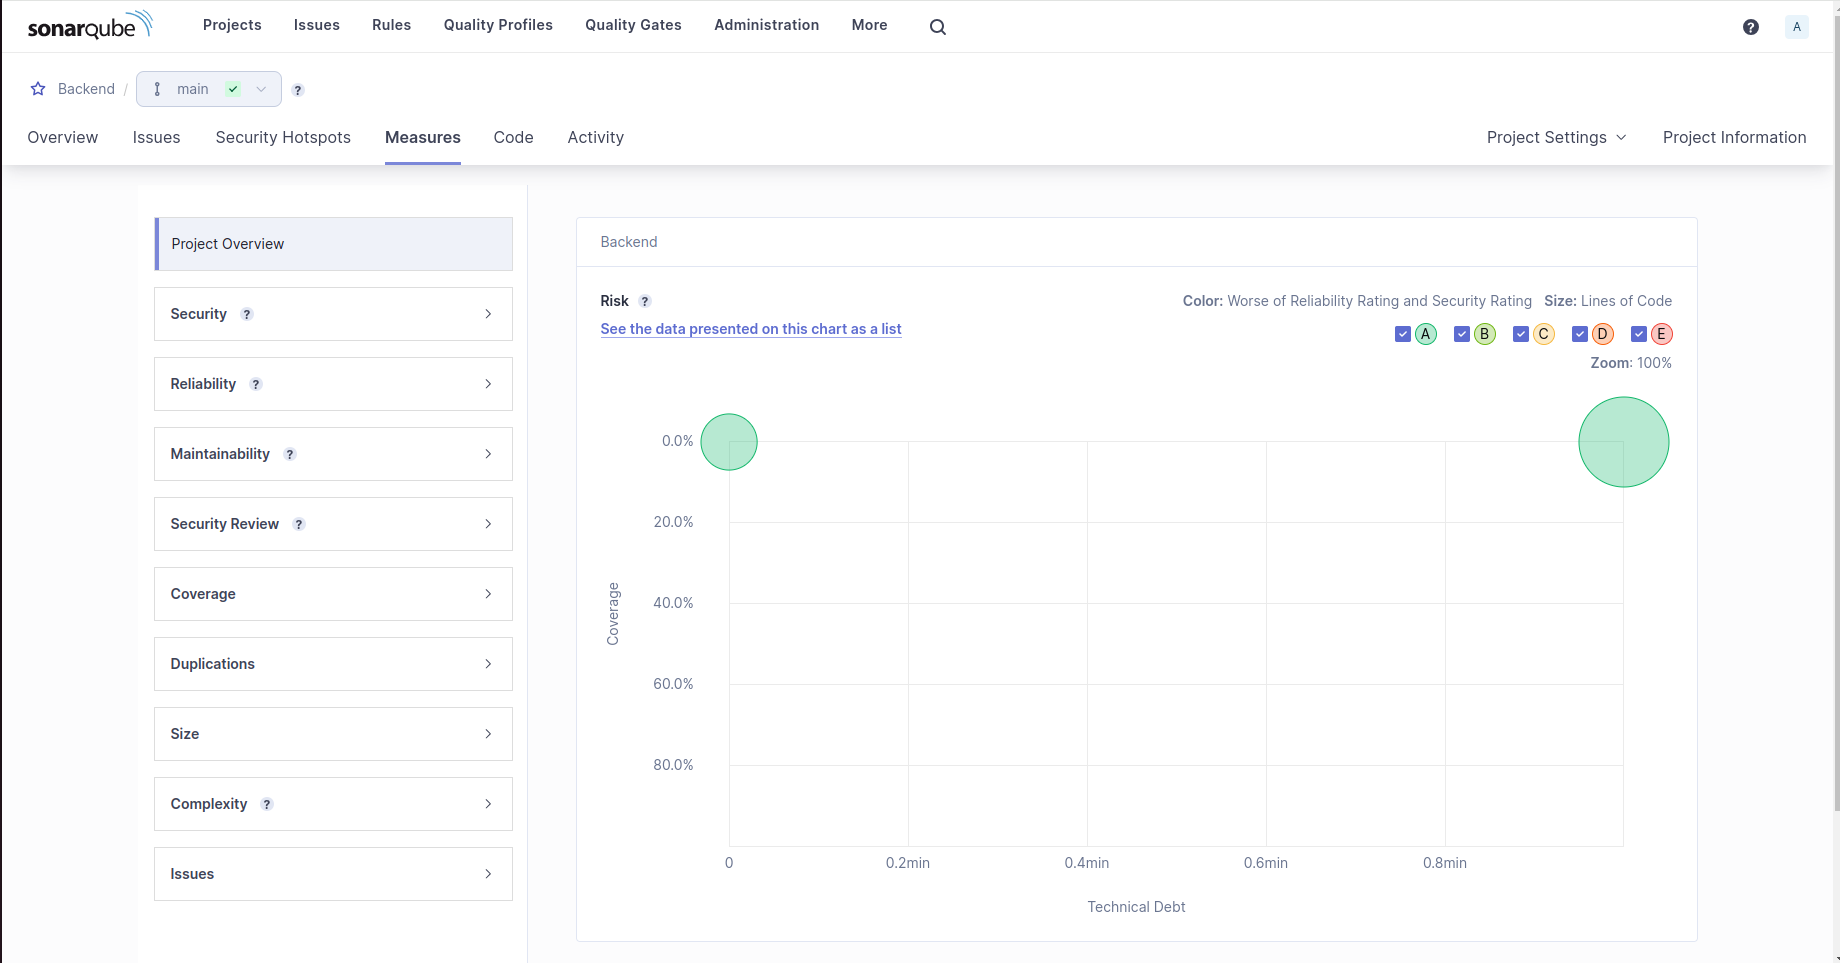 sonarqube Projects Issues Rules Quality Profiles Quality Gates Administration More ? A
Backend / main ?
Overview Issues Security Hotspots Measures Code Activity Project Settings Project Information
Project Overview
Security ?
Reliability ?
Maintainability ?
Security Review ?
Coverage
Duplications
Size
Complexity ?
Issues
Backend
Risk ? Color: Worse of Reliability Rating and Security Rating Size: Lines of Code
See the data presented on this chart as a list
A B C D E
Zoom: 100%
0.0%
20.0%
40.0%
60.0%
80.0%
Coverage
0 0.2min 0.4min 0.6min 0.8min
Technical Debt